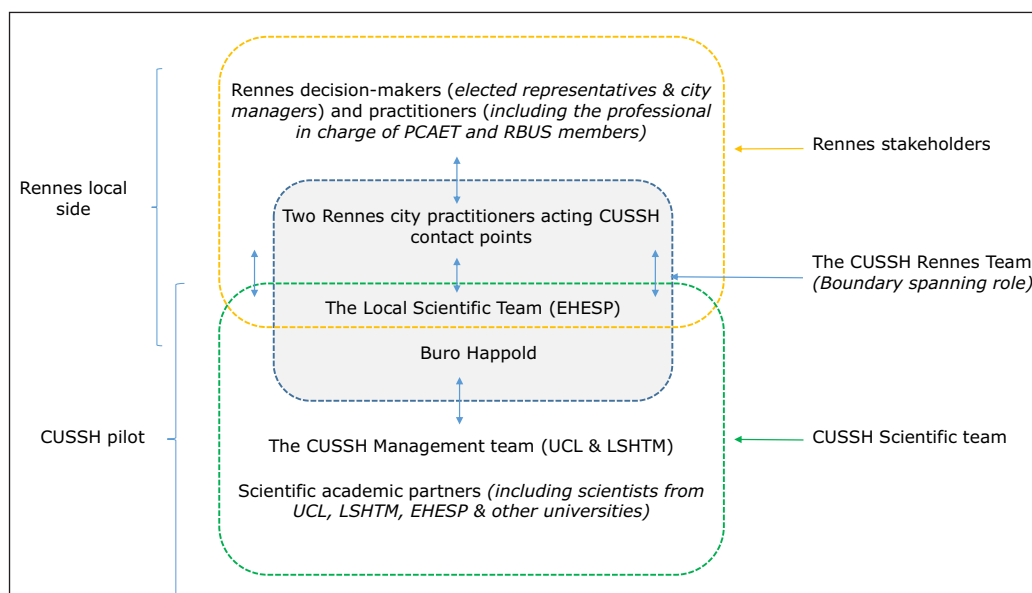 Rennes decision-makers (elected representatives & city
managers) and practitioners (including the professional
in charge of PCAET and RBUS members)
Rennes stakeholders
Rennes local
side
Two Rennes city practitioners acting CUSSH
contact points
The CUSSH Rennes Team
(Boundary spanning role)
The Local Scientific Team (EHESP)
Buro Happold
CUSSH pilot
The CUSSH Management team (UCL & LSHTM)
CUSSH Scientific team
Scientific academic partners (including scientists from
UCL, LSHTM, EHESP & other universities)